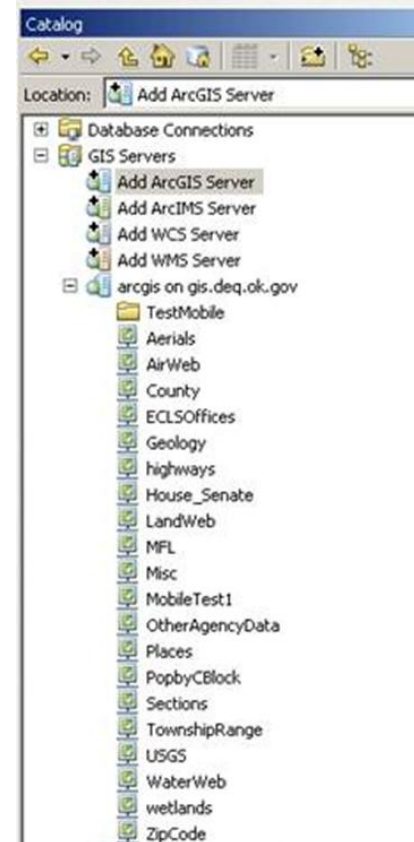 Catalog
Location: Add ArcGIS Server
Database Connections
GIS Servers
Add ArcGIS Server
Add ArcIMS Server
Add WCS Server
Add WMS Server
arcgis on gis.deq.ok.gov
TestMobile
Aerials
AirWeb
County
ECLSOffices
Geology
highways
House_Senate
LandWeb
MFL
Misc
MobileTest1
OtherAgencyData
Places
PopbyCBlock
Sections
TownshipRange
USGS
WaterWeb
wetlands
ZipCode